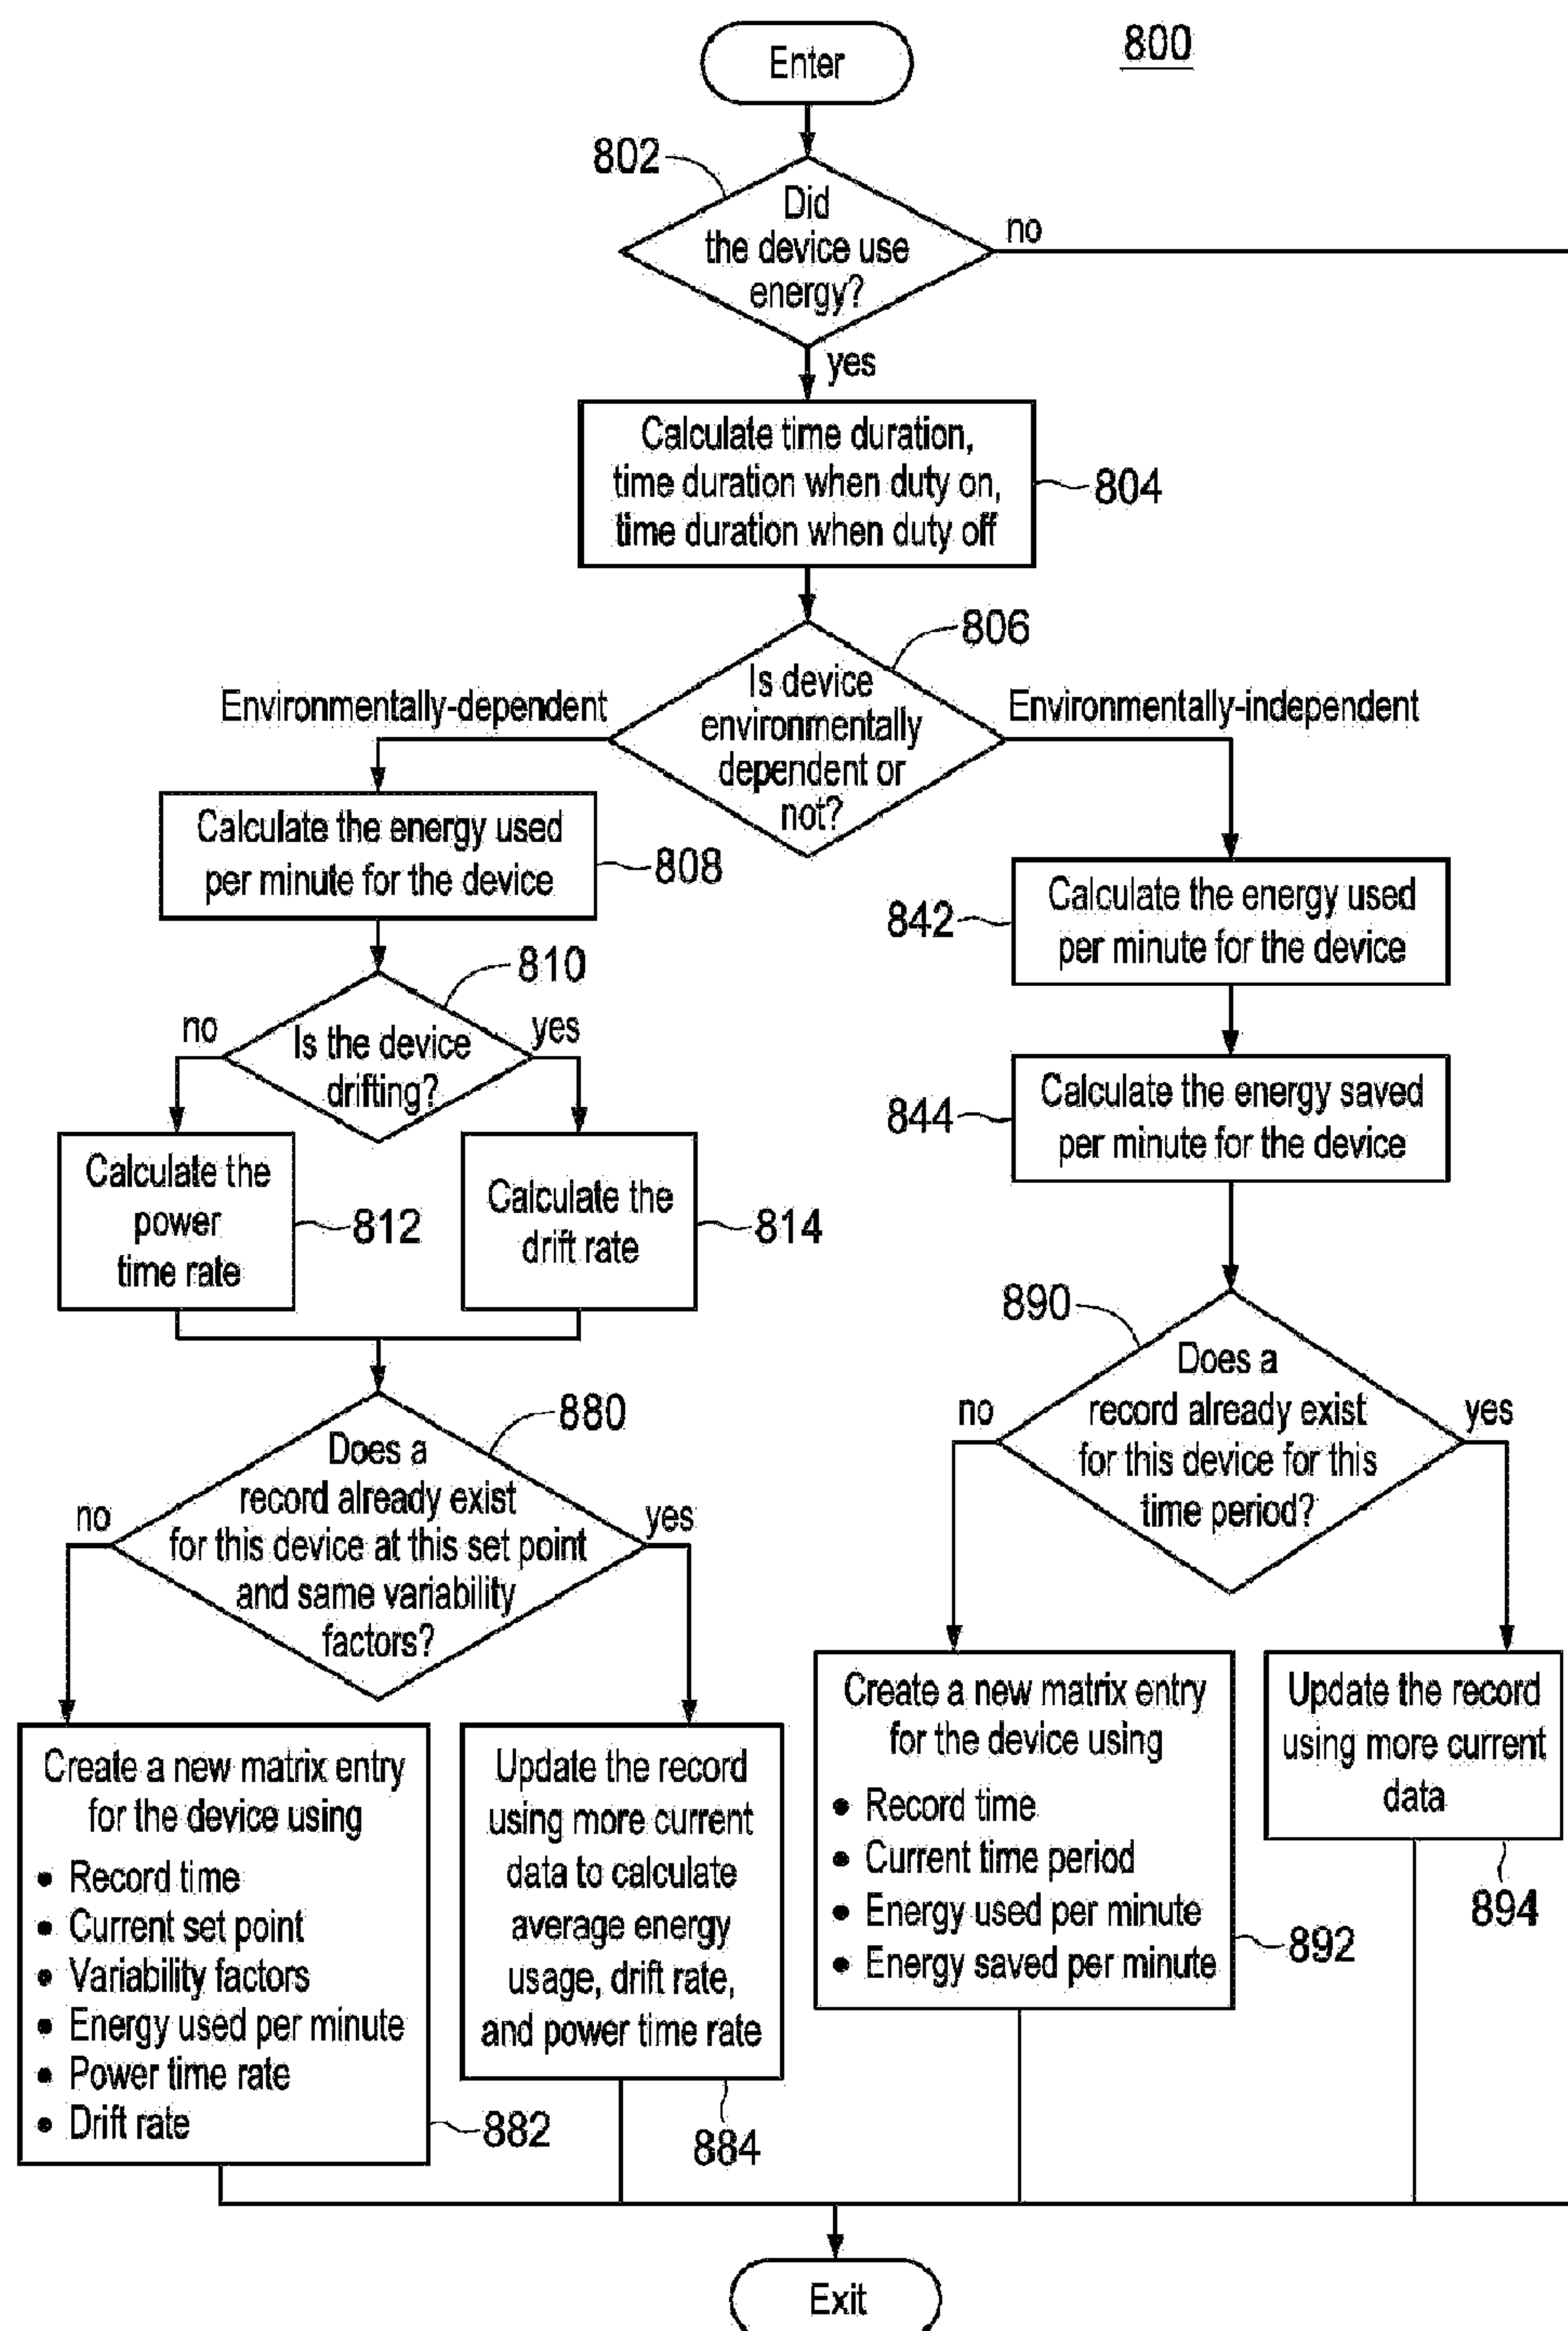 Enter
800
802
Did
the device use
energy?
no
yes
Calculate time duration,
time duration when duty on,
time duration when duty off
804
806
Is device
environmentally
dependent or
not?
Environmentally-dependent
Environmentally-independent
Calculate the energy used
per minute for the device
808
842
Calculate the energy used
per minute for the device
810
no
yes
Is the device
drifting?
844
Calculate the energy saved
per minute for the device
Calculate the
power
time rate
812
Calculate the
drift rate
814
890
Does a
record already exist
for this device for this
time period?
no
yes
880
Does a
record already exist
for this device at this set point
and same variability
factors?
no
yes
Create a new matrix entry
for the device using
• Record time
• Current set point
• Variability factors
• Energy used per minute
• Power time rate
• Drift rate
882
Update the record
using more current
data to calculate
average energy
usage, drift rate,
and power time rate
884
Create a new matrix entry
for the device using
• Record time
• Current time period
• Energy used per minute
• Energy saved per minute
892
Update the record
using more current
data
894
Exit